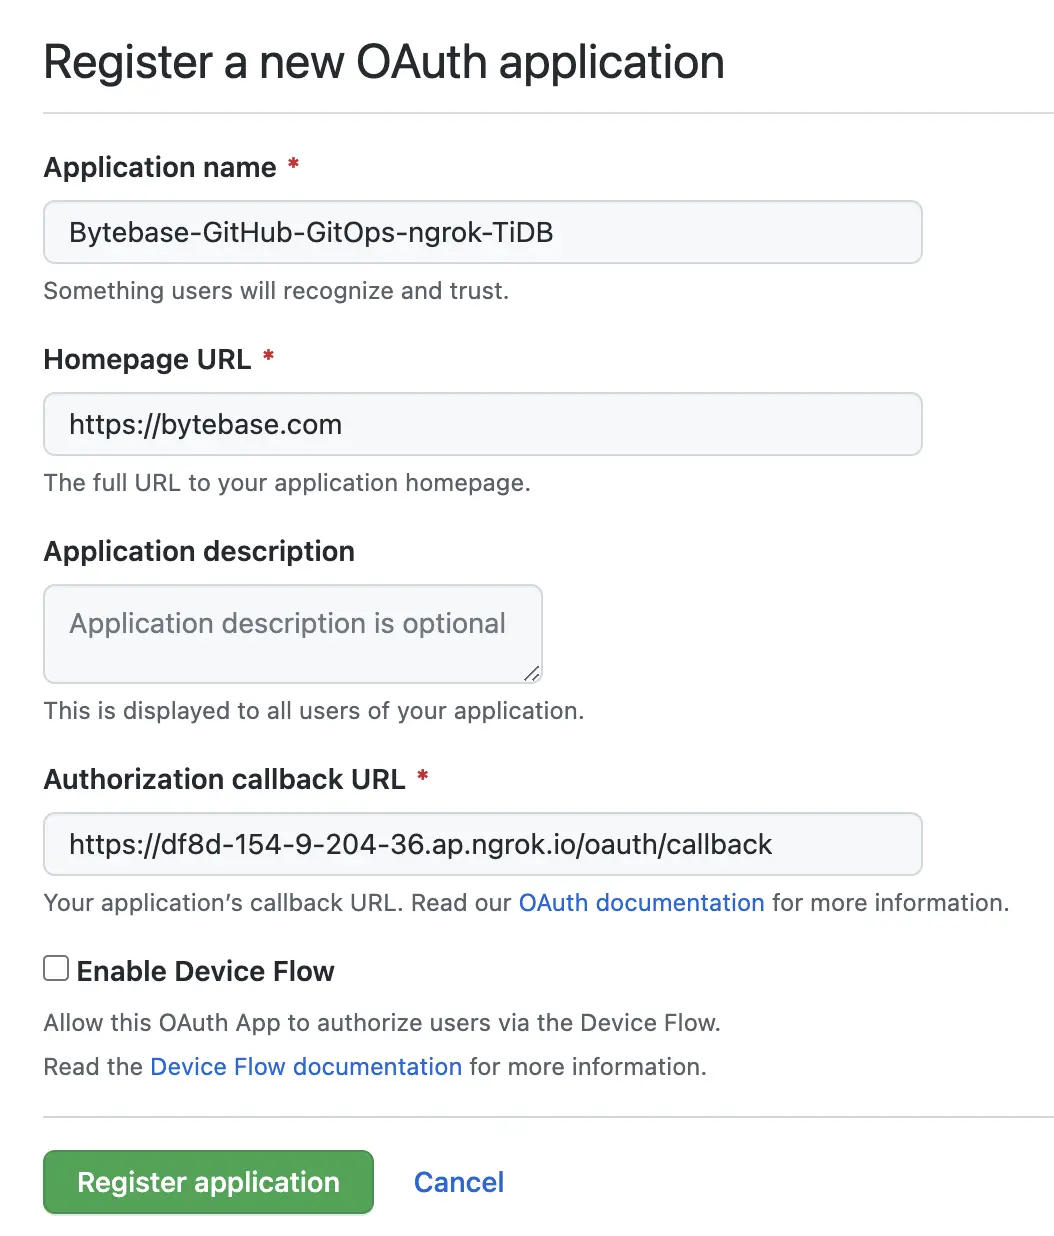 Register a new OAuth application
Application name *
Bytebase-GitHub-GitOps-ngrok-TiDB
Something users will recognize and trust.
Homepage URL *
https://bytebase.com
The full URL to your application homepage.
Application description
Application description is optional
This is displayed to all users of your application.
Authorization callback URL *
https://df8d-154-9-204-36.ap.ngrok.io/oauth/callback
Your application’s callback URL. Read our OAuth documentation for more information.
Enable Device Flow
Allow this OAuth App to authorize users via the Device Flow.
Read the Device Flow documentation for more information.
Register application Cancel